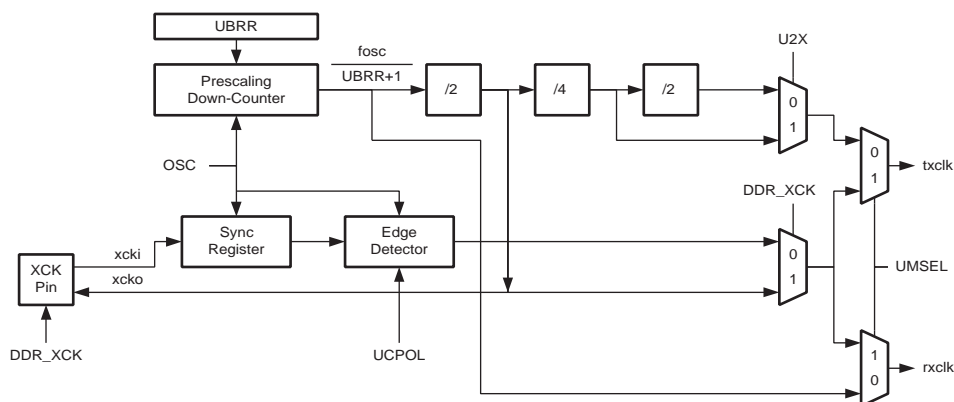 UBRR
fosc
UBRR+1
Prescaling
Down-Counter
/2
/4
/2
U2X
0
1
OSC
0
1
txclk
DDR_XCK
xcki
Sync
Register
Edge
Detector
0
1
UMSEL
XCK
Pin
xcko
DDR_XCK
UCPOL
1
0
rxclk